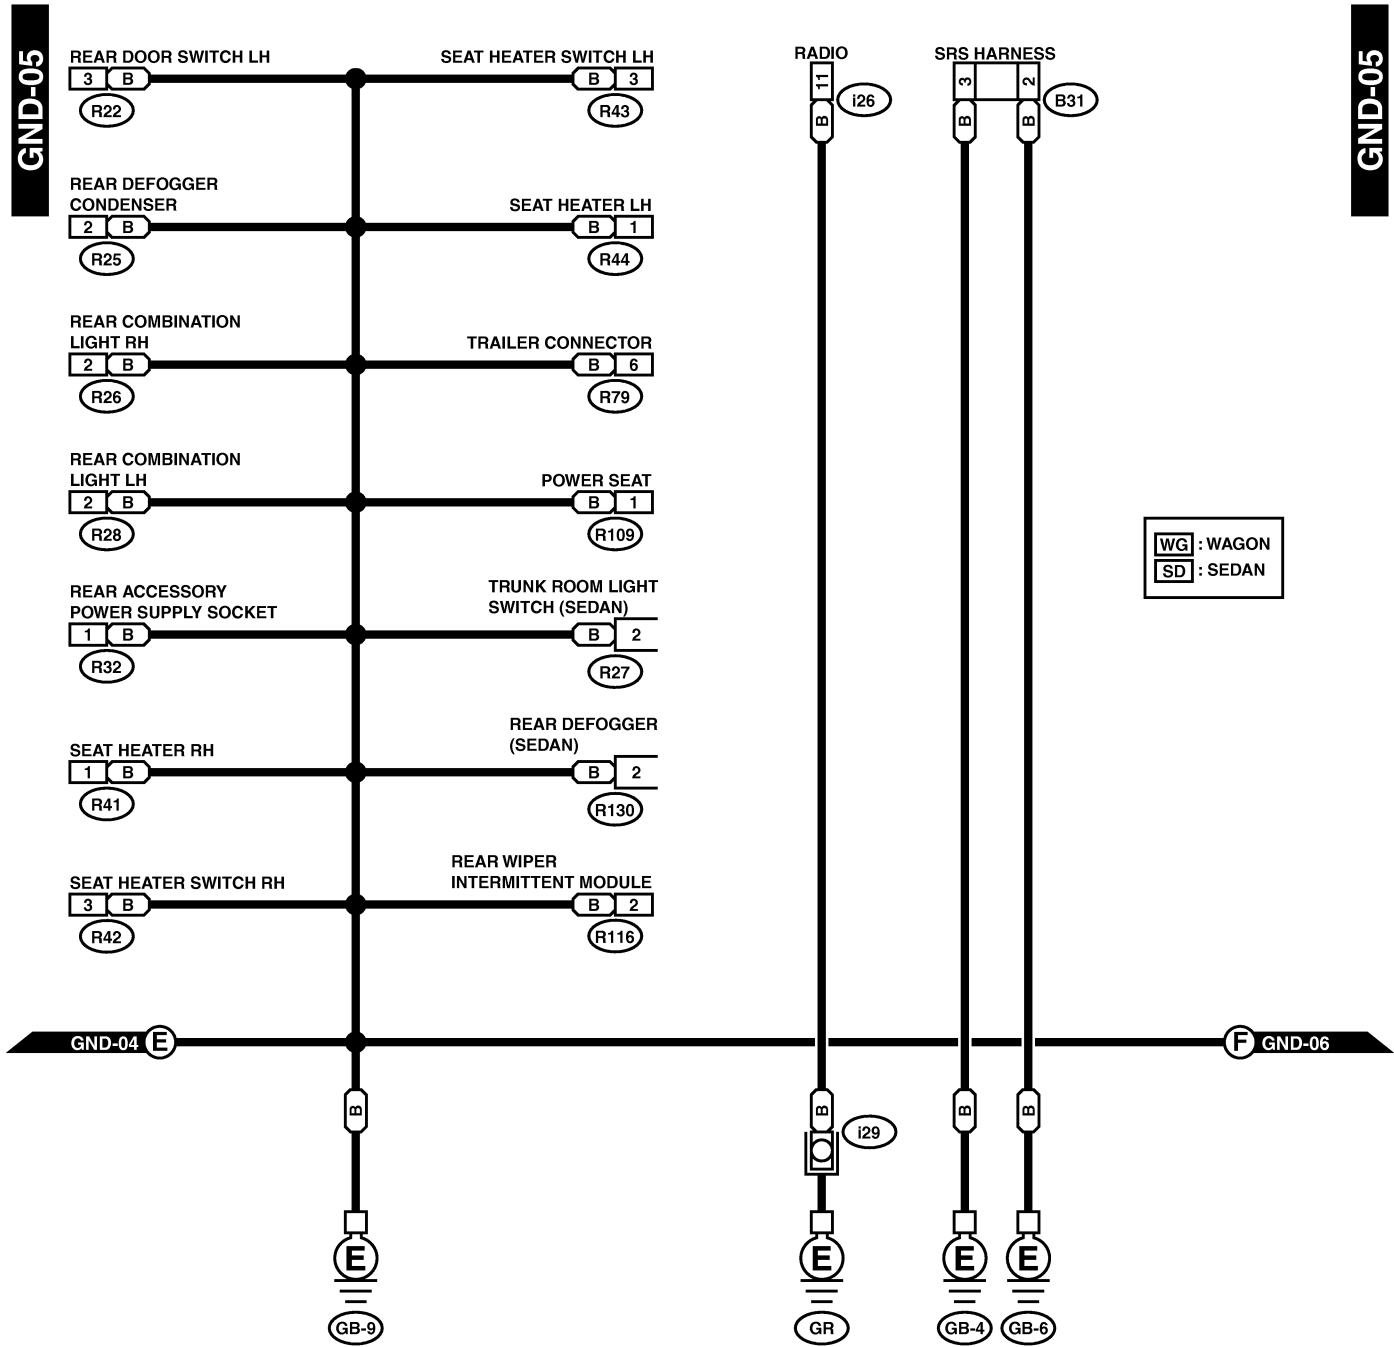 GND-05
GND-05
REAR DOOR SWITCH LH
3 B
R22
SEAT HEATER SWITCH LH
B 3
R43
REAR DEFOGGER
CONDENSER
2 B
R25
SEAT HEATER LH
B 1
R44
REAR COMBINATION
LIGHT RH
2 B
R26
TRAILER CONNECTOR
B 6
R79
REAR COMBINATION
LIGHT LH
2 B
R28
POWER SEAT
B 1
R109
REAR ACCESSORY
POWER SUPPLY SOCKET
1 B
R32
TRUNK ROOM LIGHT
SWITCH (SEDAN)
B 2
R27
SEAT HEATER RH
1 B
R41
REAR DEFOGGER
(SEDAN)
B 2
R130
SEAT HEATER SWITCH RH
3 B
R42
REAR WIPER
INTERMITTENT MODULE
B 2
R116
RADIO
11
i26
B
SRS HARNESS
3 2
B31
B B
WG : WAGON
SD : SEDAN
GND-04 E
F GND-06
B
B
i29
B
B
E
E
E
E
GB-9
GR
GB-4
GB-6